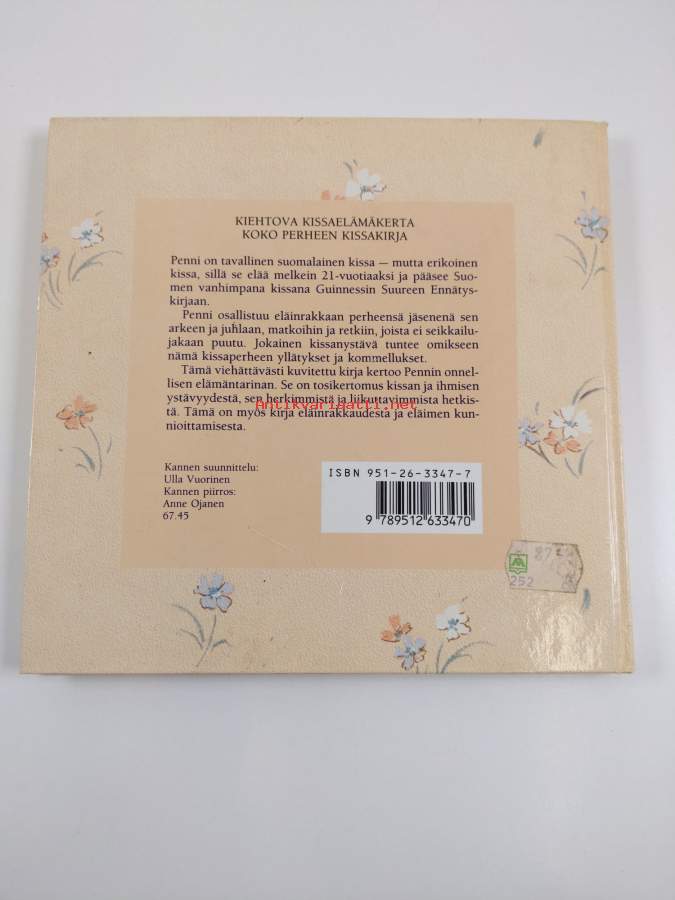 KIEHTOVA KISSAELÄMÄKERTA
KOKO PERHEEN KISSAKIRJA
Penni on tavallinen suomalainen kissa — mutta erikoinen
kissa, sillä se elää melkein 21-vuotiaaksi ja pääsee Suo-
men vanhimpana kissana Guinnessin Suureen Ennätys-
kirjaan.
Penni osallistuu eläinrakkaan perheensä jäsenenä sen
arkeen ja juhlaan, matkoihin ja retkiin, joista ei seikkailu-
jakaan puutu. Jokainen kissanystävä tuntee omikseen
nämä kissaperheen yllätykset ja kommellukset.
Tämä viehättävästi kuvitettu kirja kertoo Pennin onnel-
lisen elämäntarinan. Se on tosikertomus kissan ja ihmisen
ystävyydestä, sen herkimmistä ja liikuttavimmista hetkis-
tä. Tämä on myös kirja eläinrakkaudesta ja eläimen kun-
nioittamisesta.
Antikvariaatti.net
Kannen suunnittelu:
Ulla Vuorinen
Kannen piirros:
Anne Ojanen
67.45
ISBN 951-26-3347-7
9 789512 633470
87
252